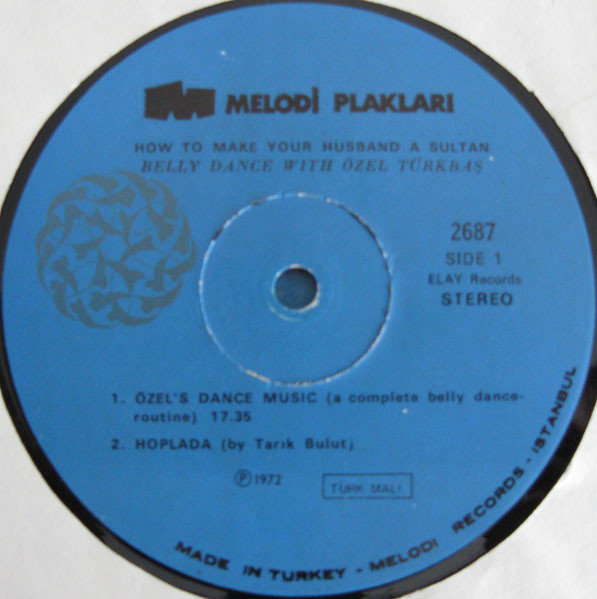 MELODİ PLAKLARI
HOW TO MAKE YOUR HUSBAND A SULTAN
BELLY DANCE WITH ÖZEL TÜRKBAŞ
2687
SIDE 1
ELAY Records
STEREO
1. ÖZEL'S DANCE MUSIC (a complete belly dance-
routine) 17.35
2. HOPLADA (by Tarık Bulut)
℗1972
TÜRK MALI
MADE IN TURKEY - MELODİ RECORDS - ISTANBUL